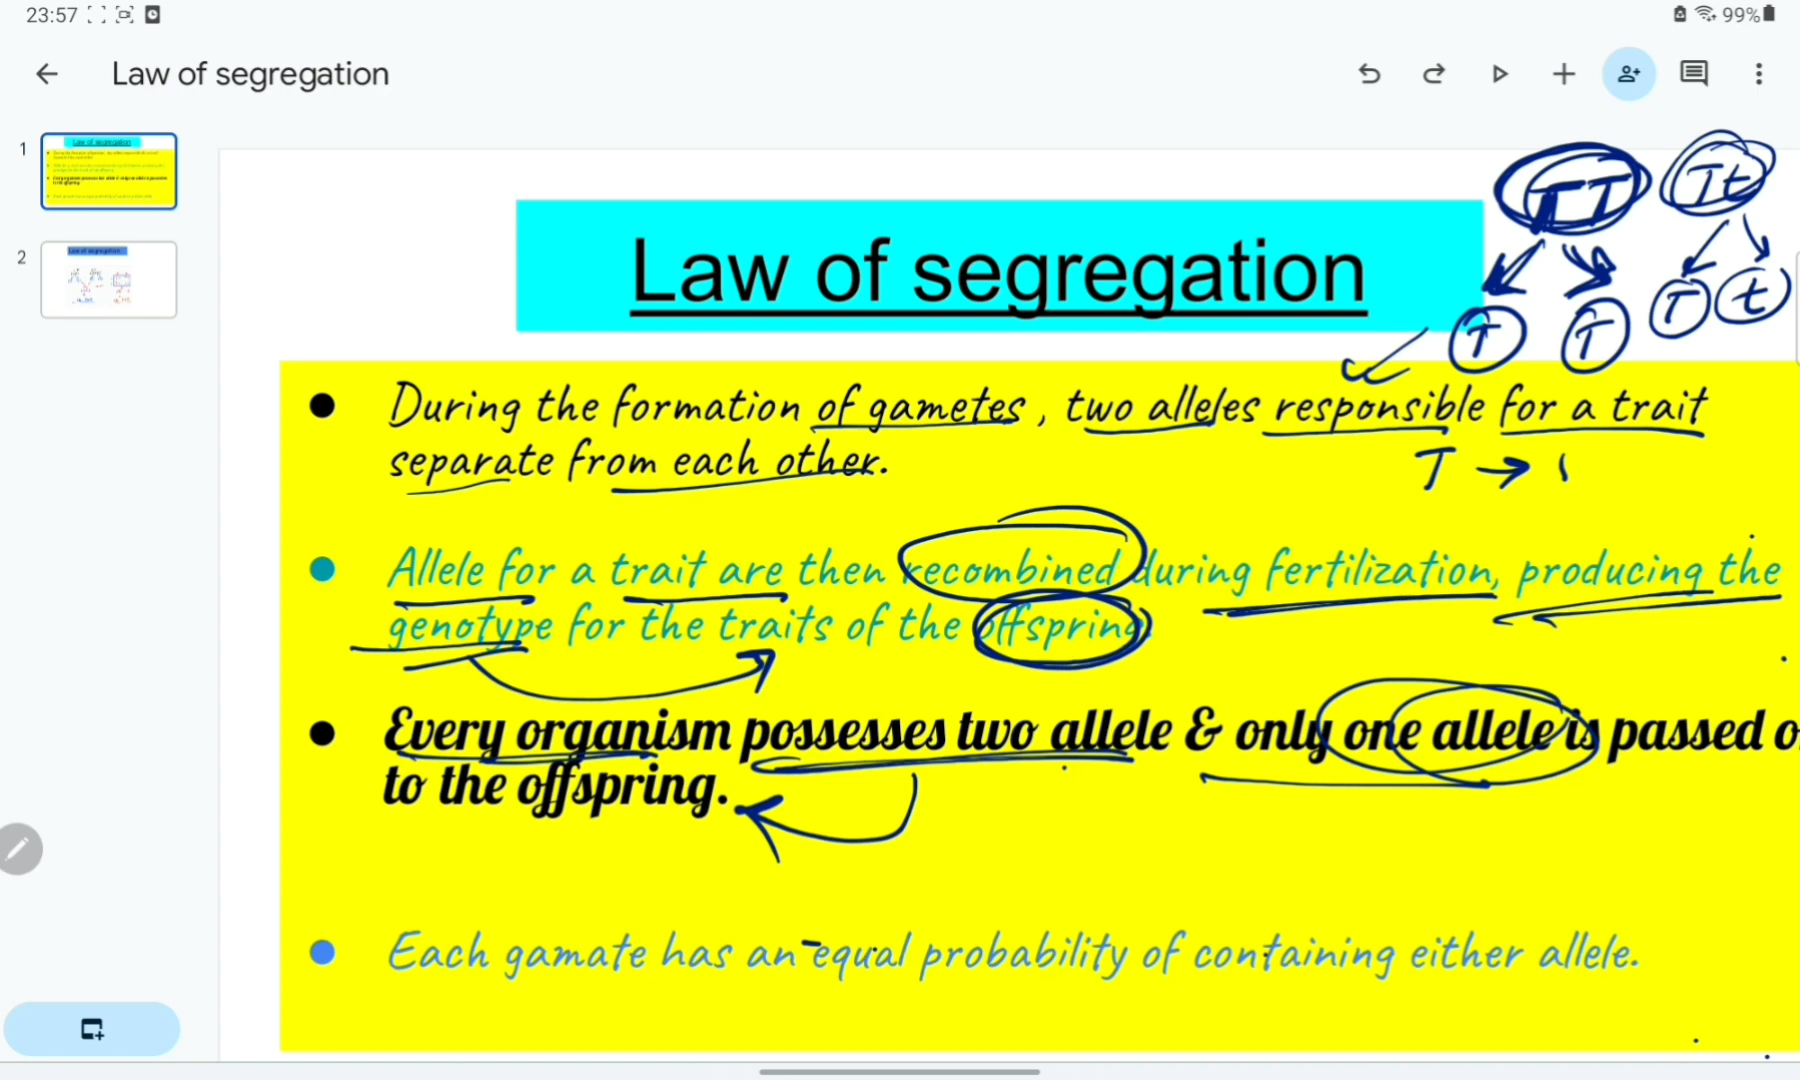 23:57
99%
Law of segregation
1
2
Law of segregation
TT
Tt
T
T
T
t
During the formation of gametes, two alleles responsible for a trait
separate from each other.
T →
Allele for a trait are then recombined during fertilization, producing the
genotype for the traits of the offspring.
Every organism possesses two allele & only one allele is passed o
to the offspring.
Each gamate has an equal probability of containing either allele.